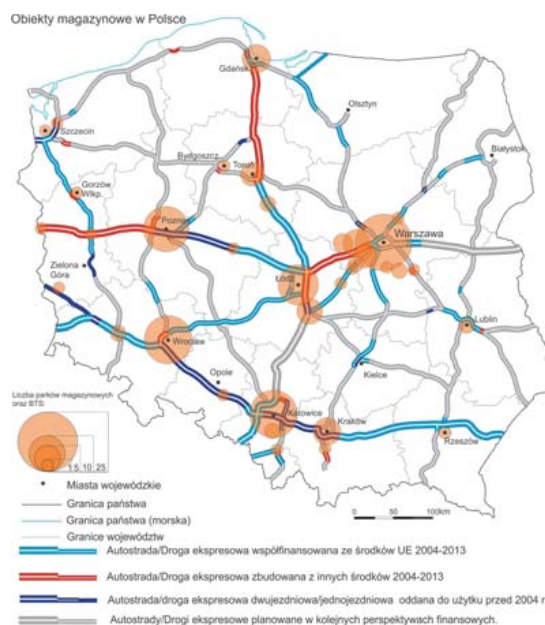 Obiekty magazynowe w Polsce
Gdańsk
Olsztyn
Szczecin
Białystok
Bydgoszcz
Toruń
Gorzów
Wlkp.
Poznań
Warszawa
Zielona
Góra
Łódź
Lublin
Wrocław
Opole
Kielce
Katowice
Kraków
Rzeszów
Liczba parków magazynowych
oraz BTS:
1 5 10 25
0 50 100km
Miasta wojewódzkie
Granica państwa
Granica państwa (morska)
Granice województw
Autostrada/Droga ekspresowa współfinansowana ze środków UE 2004-2013
Autostrada/Droga ekspresowa zbudowana z innych środków 2004-2013
Autostrada/droga ekspresowa dwujezdniowa/jednojezdniowa oddana do użytku przed 2004 r
Autostrady/Drogi ekspresowe planowane w kolejnych perspektywach finansowych.